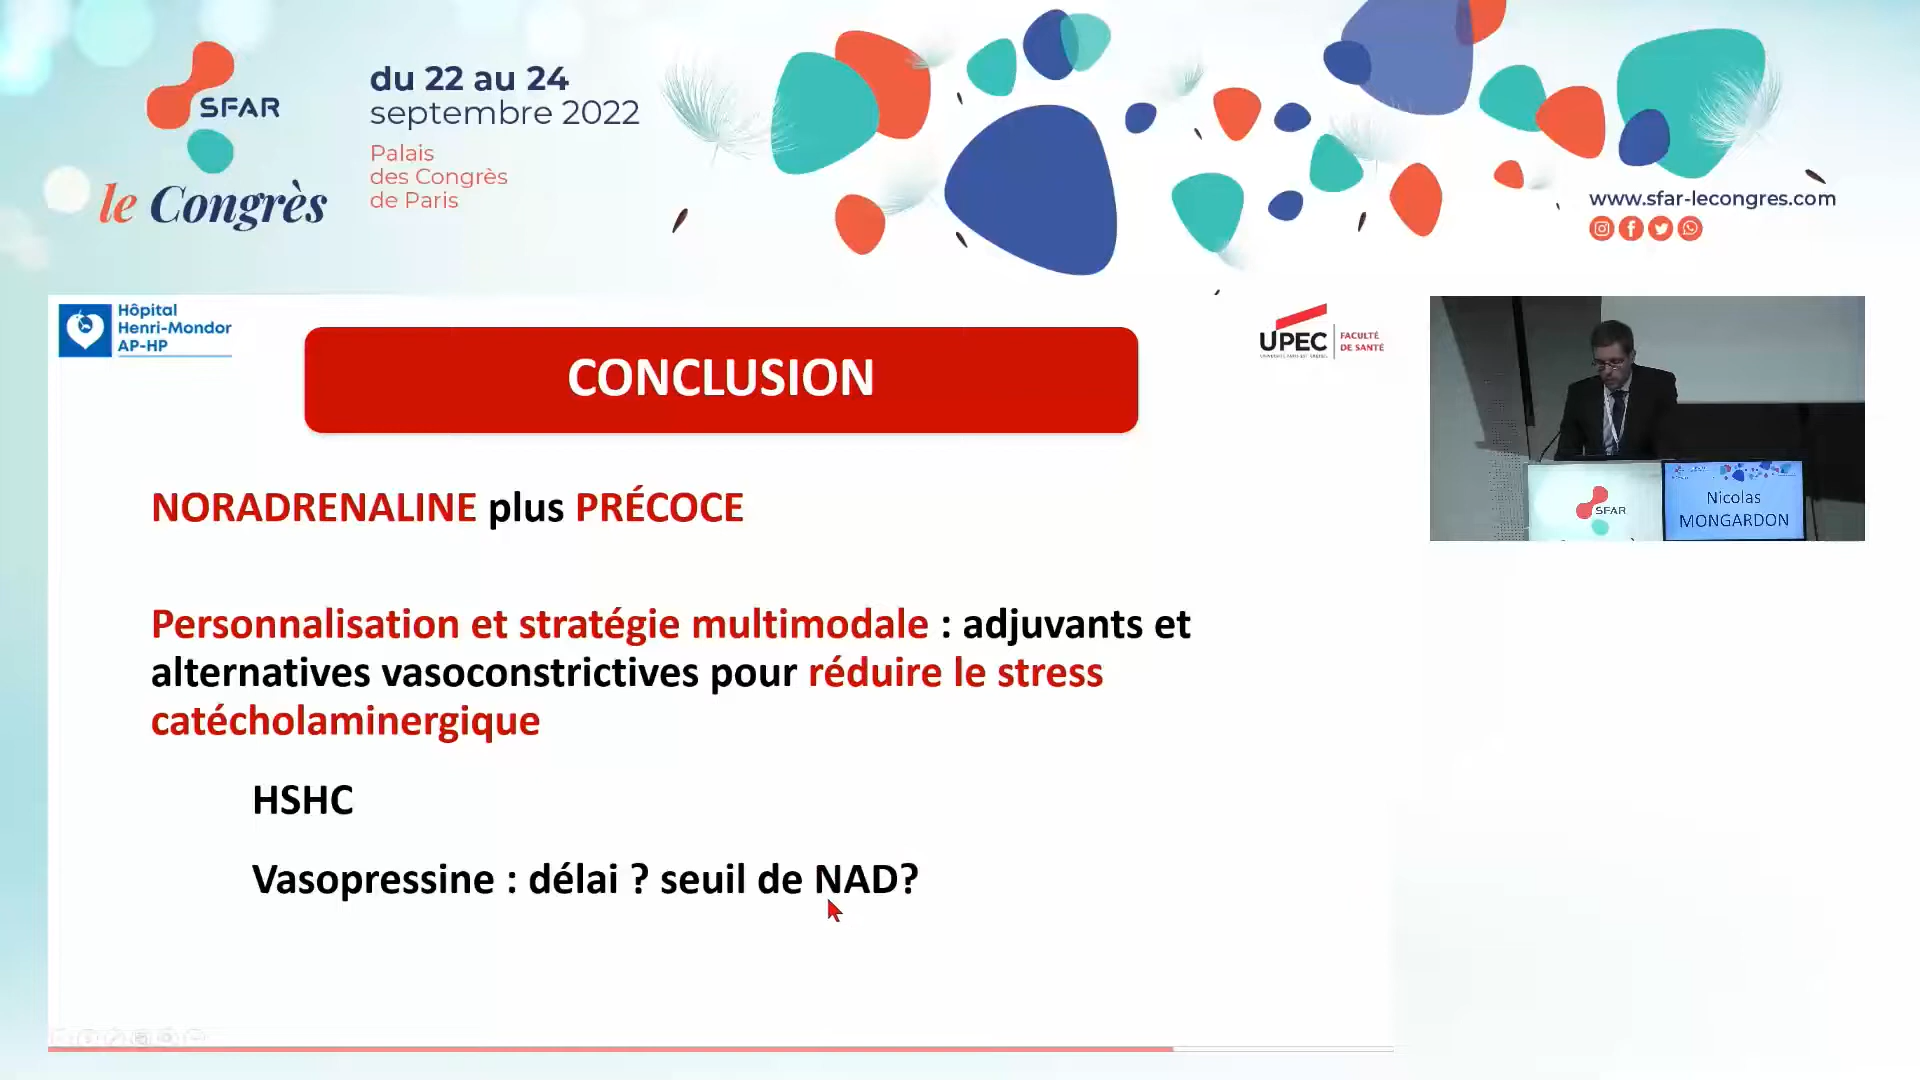 SFAR
le Congrès
du 22 au 24
septembre 2022
Palais
des Congrès
de Paris
www.sfar-lecongres.com
Hôpital
Henri-Mondor
AP-HP
CONCLUSION
UPEC
FACULTÉ
DE SANTÉ
NORADRENALINE plus PRÉCOCE
Personnalisation et stratégie multimodale : adjuvants et
alternatives vasoconstrictives pour réduire le stress
catécholaminergique
HSHC
Vasopressine : délai ? seuil de NAD?
SFAR
Nicolas
MONGARDON